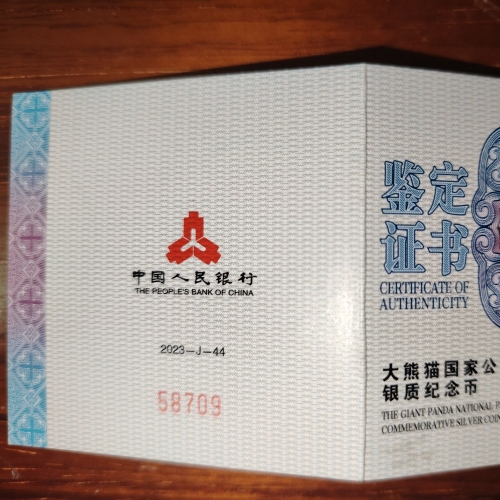 中国人民银行
THE PEOPLE'S BANK OF CHINA
2023-J-44
58709
鉴定
证书
CERTIFICATE OF
AUTHENTICITY
大熊猫国家公
银质纪念币
THE GIANT PANDA NATIONAL
COMMEMORATIVE SILVER COIN